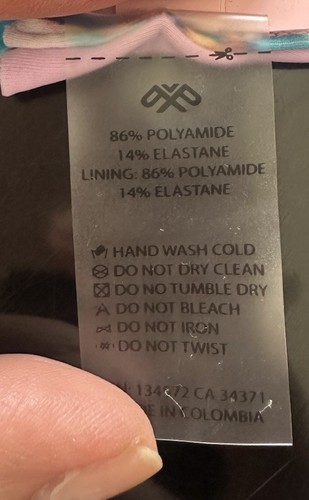 86% POLYAMIDE
14% ELASTANE
LINING: 86% POLYAMIDE
14% ELASTANE
HAND WASH COLD
DO NOT DRY CLEAN
DO NOT TUMBLE DRY
DO NOT BLEACH
DO NOT IRON
DO NOT TWIST
CA 34371
IN COLOMBIA